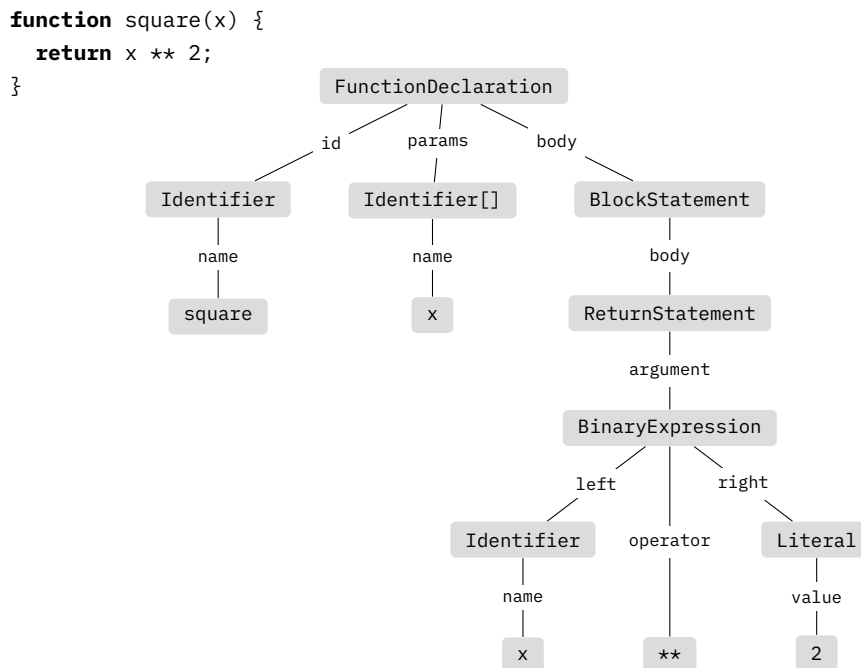 function square(x) {
  return x ** 2;
}
FunctionDeclaration
id params body
Identifier Identifier[] BlockStatement
name name body
square x ReturnStatement
argument
BinaryExpression
left right
Identifier operator Literal
name value
x ** 2